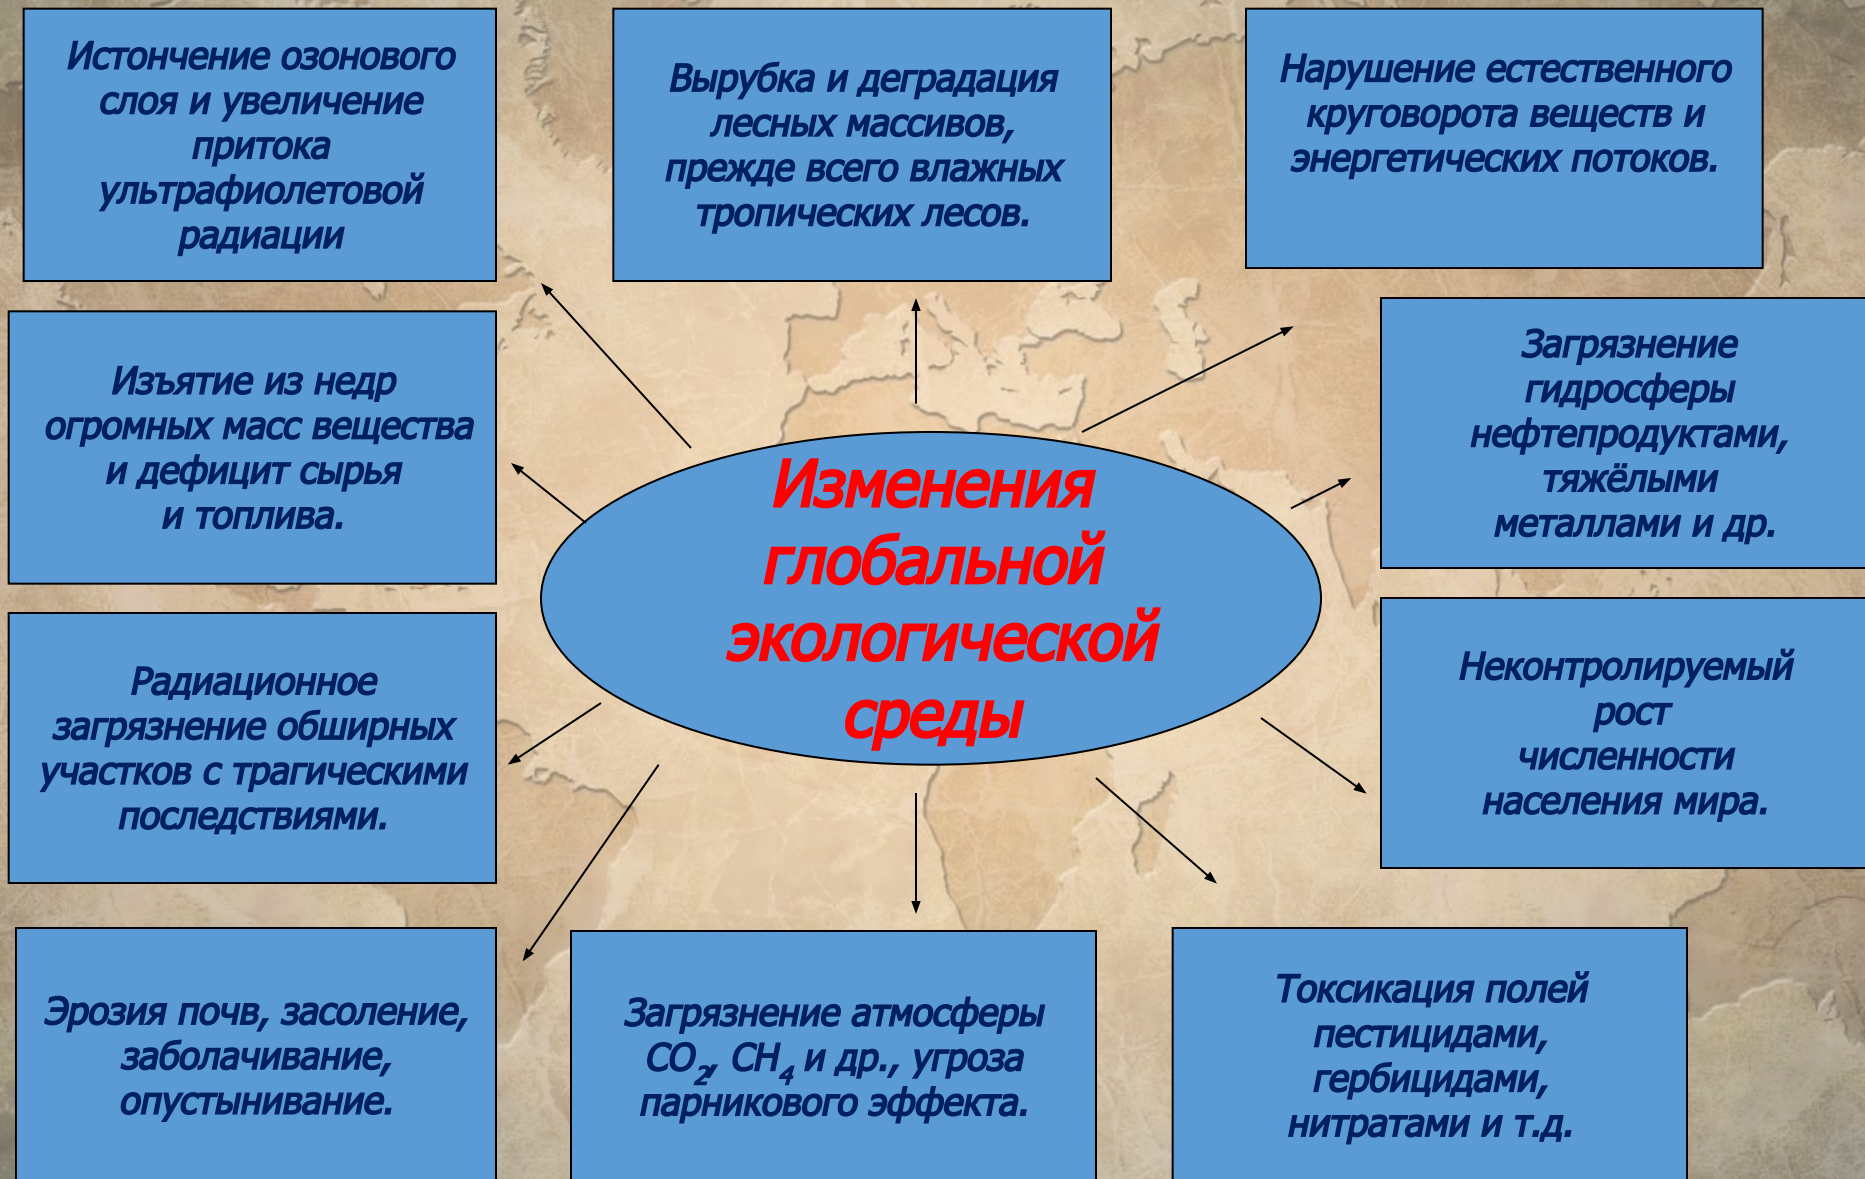 Истончение озонового
слоя и увеличение
притока
ультрафиолетовой
радиации
Вырубка и деградация
лесных массивов,
прежде всего влажных
тропических лесов.
Нарушение естественного
круговорота веществ и
энергетических потоков.
Изъятие из недр
огромных масс вещества
и дефицит сырья
и топлива.
Загрязнение
гидросферы
нефтепродуктами,
тяжёлыми
металлами и др.
Изменения
глобальной
экологической
среды
Радиационное
загрязнение обширных
участков с трагическими
последствиями.
Неконтролируемый
рост
численности
населения мира.
Эрозия почв, засоление,
заболачивание,
опустынивание.
Загрязнение атмосферы
CO₂, CH₄ и др., угроза
парникового эффекта.
Токсикация полей
пестицидами,
гербицидами,
нитратами и т.д.